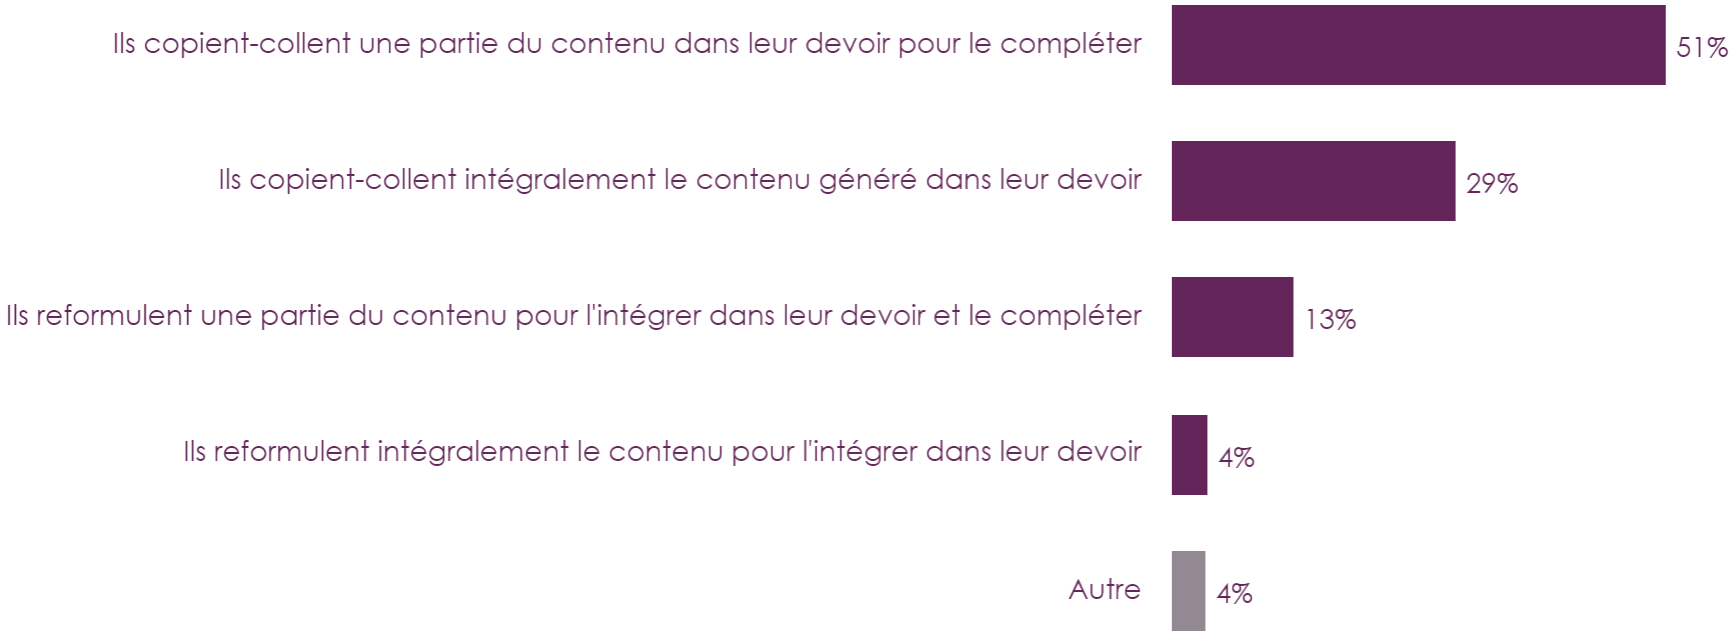 Ils copient-collent une partie du contenu dans leur devoir pour le compléter
51%
Ils copient-collent intégralement le contenu généré dans leur devoir
29%
Ils reformulent une partie du contenu pour l'intégrer dans leur devoir et le compléter
13%
Ils reformulent intégralement le contenu pour l'intégrer dans leur devoir
4%
Autre
4%